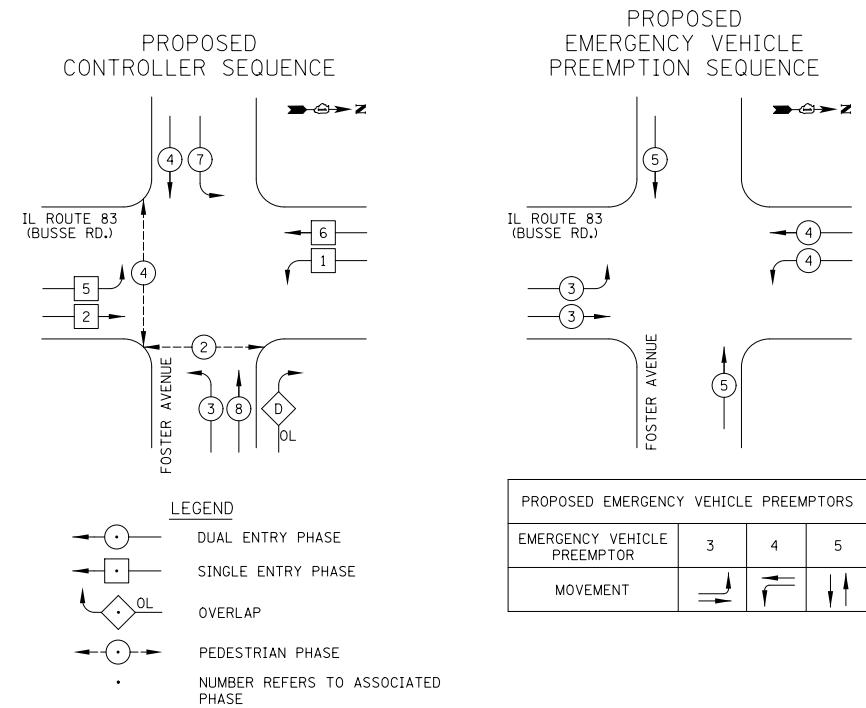 PROPOSED
CONTROLLER SEQUENCE
N
4
7
IL ROUTE 83
(BUSSE RD.)
6
1
4
5
2
2
FOSTER AVENUE
3
8
D
OL
LEGEND
DUAL ENTRY PHASE
SINGLE ENTRY PHASE
OL
OVERLAP
PEDESTRIAN PHASE
NUMBER REFERS TO ASSOCIATED
PHASE
PROPOSED
EMERGENCY VEHICLE
PREEMPTION SEQUENCE
N
5
IL ROUTE 83
(BUSSE RD.)
4
4
3
3
FOSTER AVENUE
5
PROPOSED EMERGENCY VEHICLE PREEMPTORS
EMERGENCY VEHICLE
PREEMPTOR
3
4
5
MOVEMENT